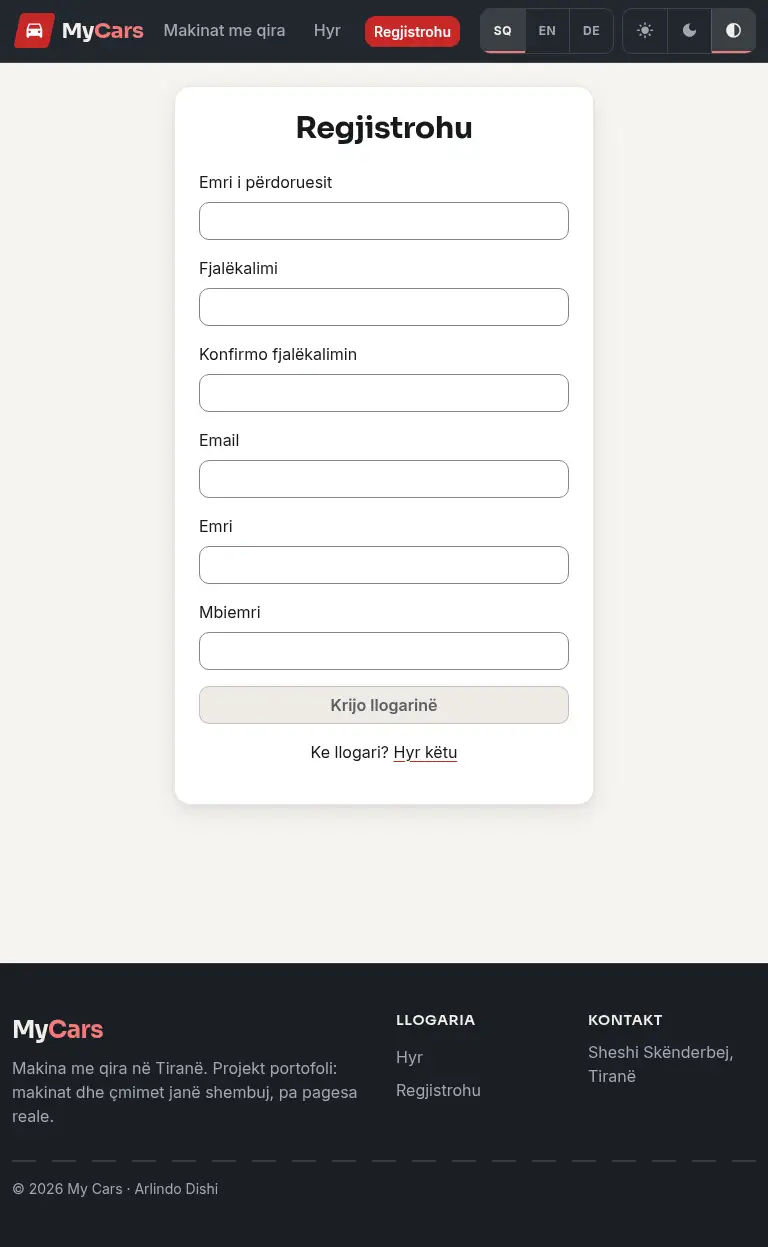 MyCars Makinat me qira Hyr Regjistrohu SQ EN DE
Regjistrohu
Emri i përdoruesit
Fjalëkalimi
Konfirmo fjalëkalimin
Email
Emri
Mbiemri
Krijo llogarinë
Ke llogari? Hyr këtu
MyCars
Makina me qira në Tiranë. Projekt portofoli:
makinat dhe çmimet janë shembuj, pa pagesa
reale.
LLOGARIA
Hyr
Regjistrohu
KONTAKT
Sheshi Skënderbej,
Tiranë
© 2026 My Cars · Arlindo Dishi